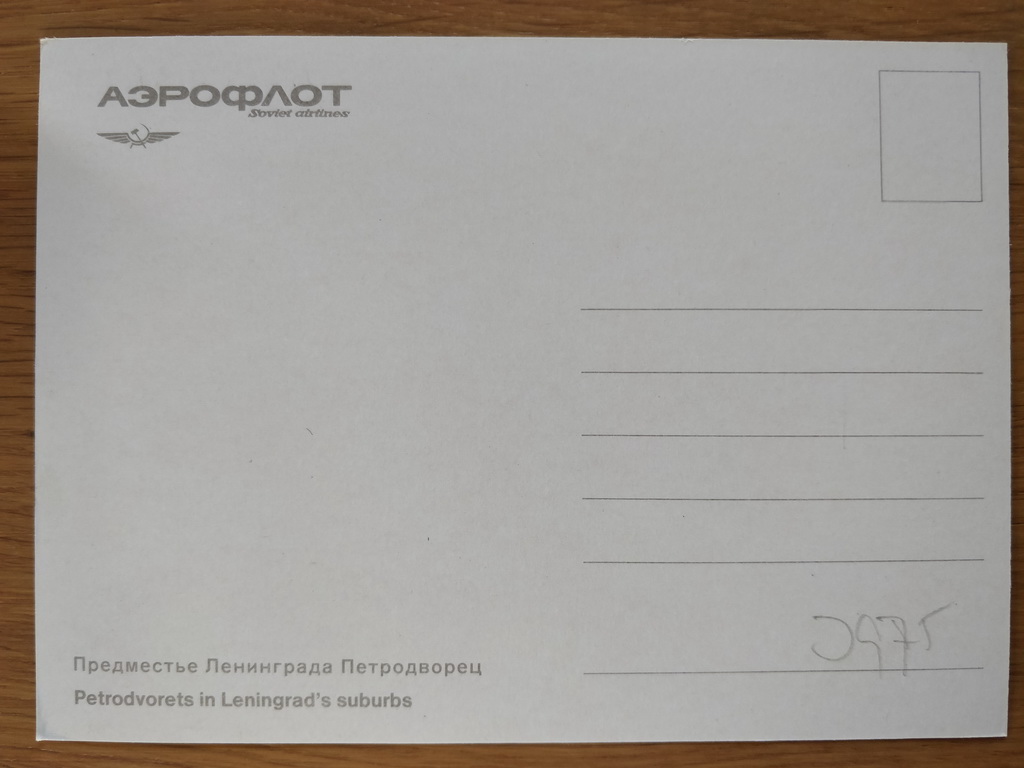 АЭРОФЛОТ
Soviet airlines
Предместье Ленинграда Петродворец
Petrodvorets in Leningrad's suburbs